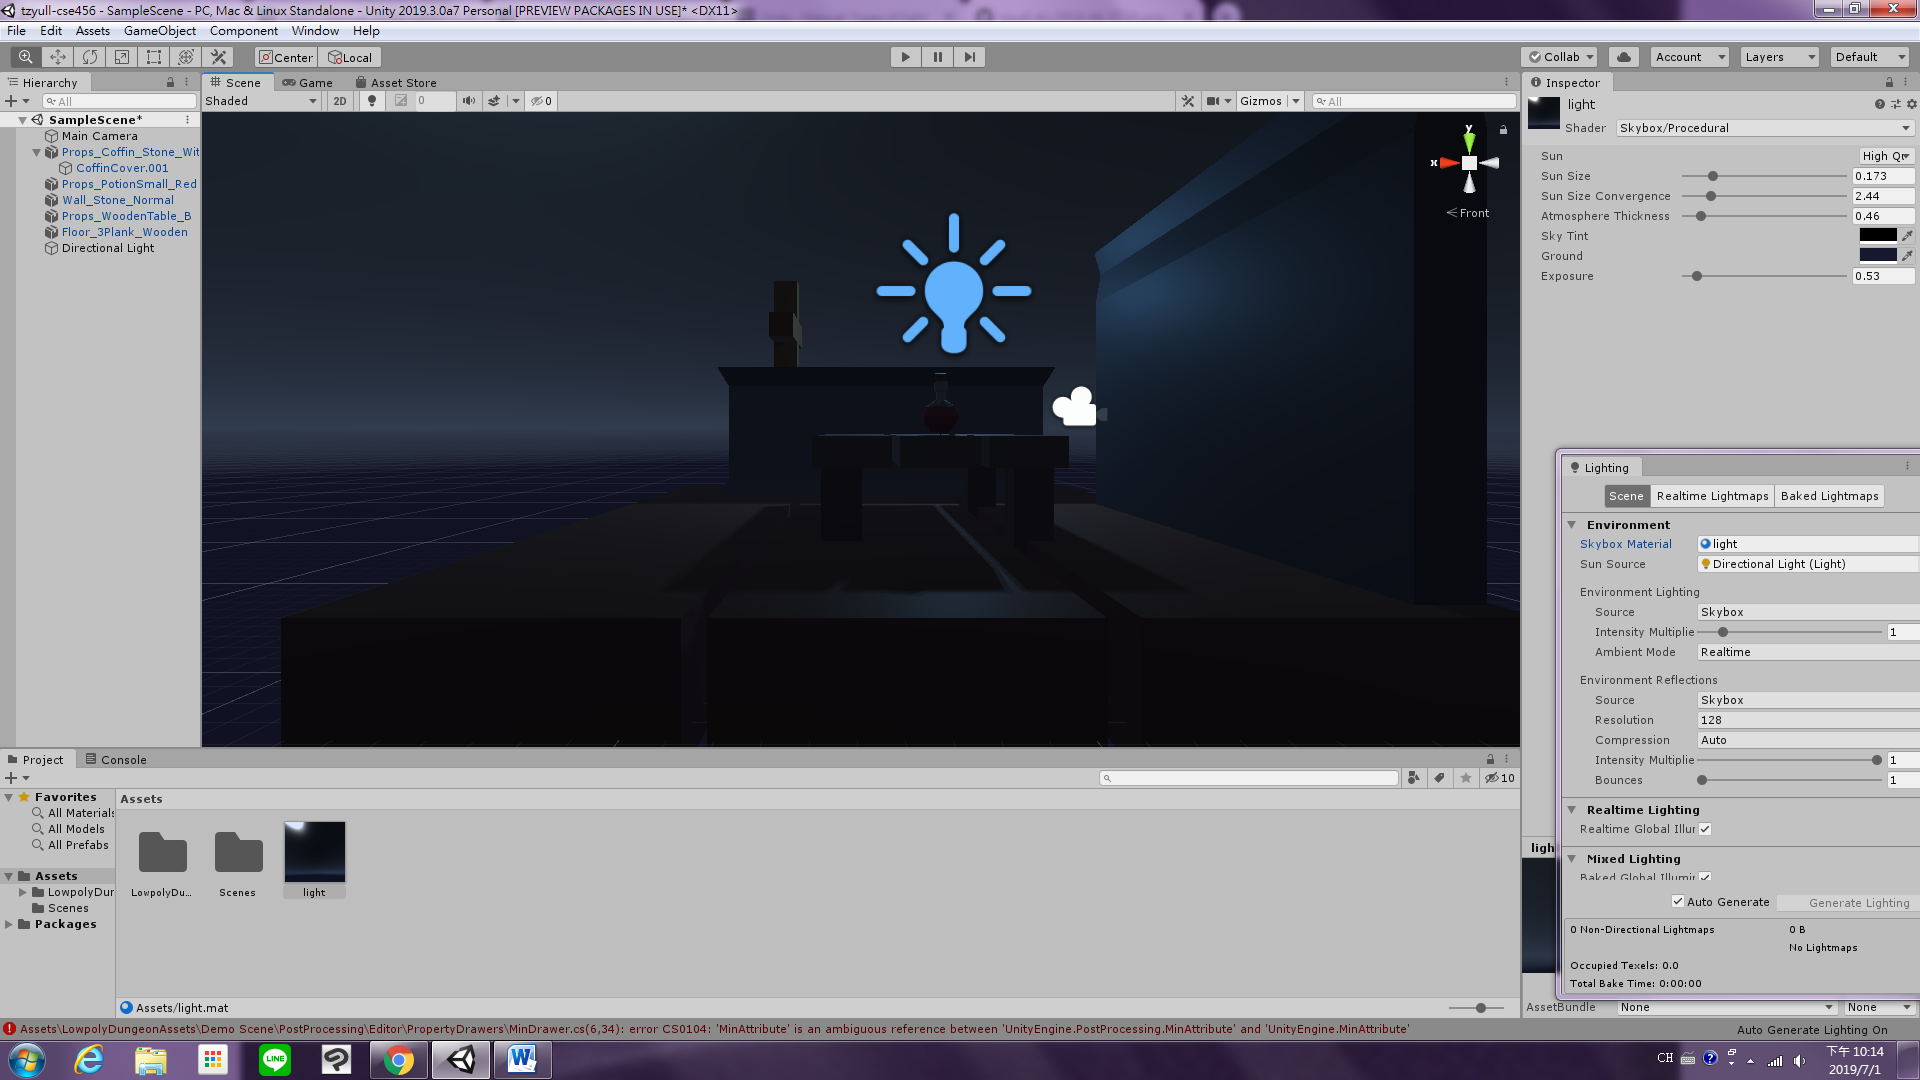 tzyull-cse456 - SampleScene - PC, Mac & Linux Standalone - Unity 2019.3.0a7 Personal [PREVIEW PACKAGES IN USE]* <DX11>
File Edit Assets GameObject Component Window Help
Center Local
Collab Account Layers Default
Hierarchy
All
SampleScene*
Main Camera
Props_Coffin_Stone_Wit
CoffinCover.001
Props_PotionSmall_Red
Wall_Stone_Normal
Props_WoodenTable_B
Floor_3Plank_Wooden
Directional Light
Scene Game Asset Store
Shaded 2D 0 0 Gizmos All
y
x
Front
Inspector
light
Shader Skybox/Procedural
Sun High Q
Sun Size 0.173
Sun Size Convergence 2.44
Atmosphere Thickness 0.46
Sky Tint
Ground
Exposure 0.53
Lighting
Scene Realtime Lightmaps Baked Lightmaps
Environment
Skybox Material light
Sun Source Directional Light (Light)
Environment Lighting
Source Skybox
Intensity Multiplie 1
Ambient Mode Realtime
Environment Reflections
Source Skybox
Resolution 128
Compression Auto
Intensity Multiplie 1
Bounces 1
Realtime Lighting
Realtime Global Illur
Mixed Lighting
Baked Global Illumir
Auto Generate Generate Lighting
0 Non-Directional Lightmaps 0 B
No Lightmaps
Occupied Texels: 0.0
Total Bake Time: 0:00:00
ligh
AssetBundle None None
Project Console
10
Favorites
All Materials
All Models
All Prefabs
Assets
LowpolyDur
Scenes
Packages
Assets
LowpolyDu...
Scenes
light
Assets/light.mat
Assets\LowpolyDungeonAssets\Demo Scene\PostProcessing\Editor\PropertyDrawers\MinDrawer.cs(6,34): error CS0104: 'MinAttribute' is an ambiguous reference between 'UnityEngine.PostProcessing.MinAttribute' and 'UnityEngine.MinAttribute'
Auto Generate Lighting On
LINE
W
CH
下午 10:14
2019/7/1